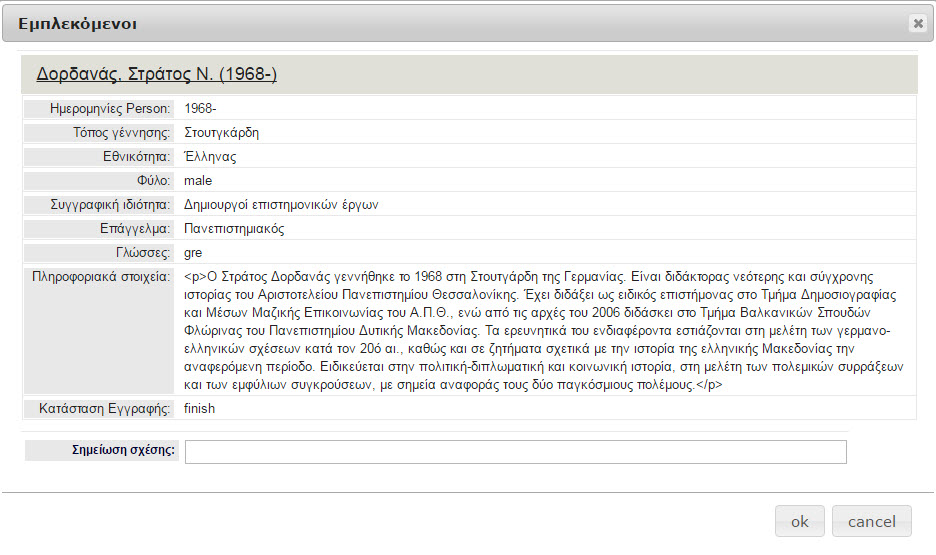 Εμπλεκόμενοι
Δορδανάς, Στράτος Ν. (1968-)
Ημερομηνίες Person: 1968-
Τόπος γέννησης: Στουτγκάρδη
Εθνικότητα: Έλληνας
Φύλο: male
Συγγραφική ιδιότητα: Δημιουργοί επιστημονικών έργων
Επάγγελμα: Πανεπιστημιακός
Γλώσσες: gre
Πληροφοριακά στοιχεία: <p>Ο Στράτος Δορδανάς γεννήθηκε το 1968 στη Στουτγάρδη της Γερμανίας. Είναι διδάκτορας νεότερης και σύγχρονης
ιστορίας του Αριστοτελείου Πανεπιστημίου Θεσσαλονίκης. Έχει διδάξει ως ειδικός επιστήμονας στο Τμήμα Δημοσιογραφίας
και Μέσων Μαζικής Επικοινωνίας του Α.Π.Θ., ενώ από τις αρχές του 2006 διδάσκει στο Τμήμα Βαλκανικών Σπουδών
Φλώρινας του Πανεπιστημίου Δυτικής Μακεδονίας. Τα ερευνητικά του ενδιαφέροντα εστιάζονται στη μελέτη των γερμανο-
ελληνικών σχέσεων κατά τον 20ό αι., καθώς και σε ζητήματα σχετικά με την ιστορία της ελληνικής Μακεδονίας την
αναφερόμενη περίοδο. Ειδικεύεται στην πολιτική-διπλωματική και κοινωνική ιστορία, στη μελέτη των πολεμικών συρράξεων
και των εμφύλιων συγκρούσεων, με σημεία αναφοράς τους δύο παγκόσμιους πολέμους.</p>
Κατάσταση Εγγραφής: finish
Σημείωση σχέσης:
ok cancel